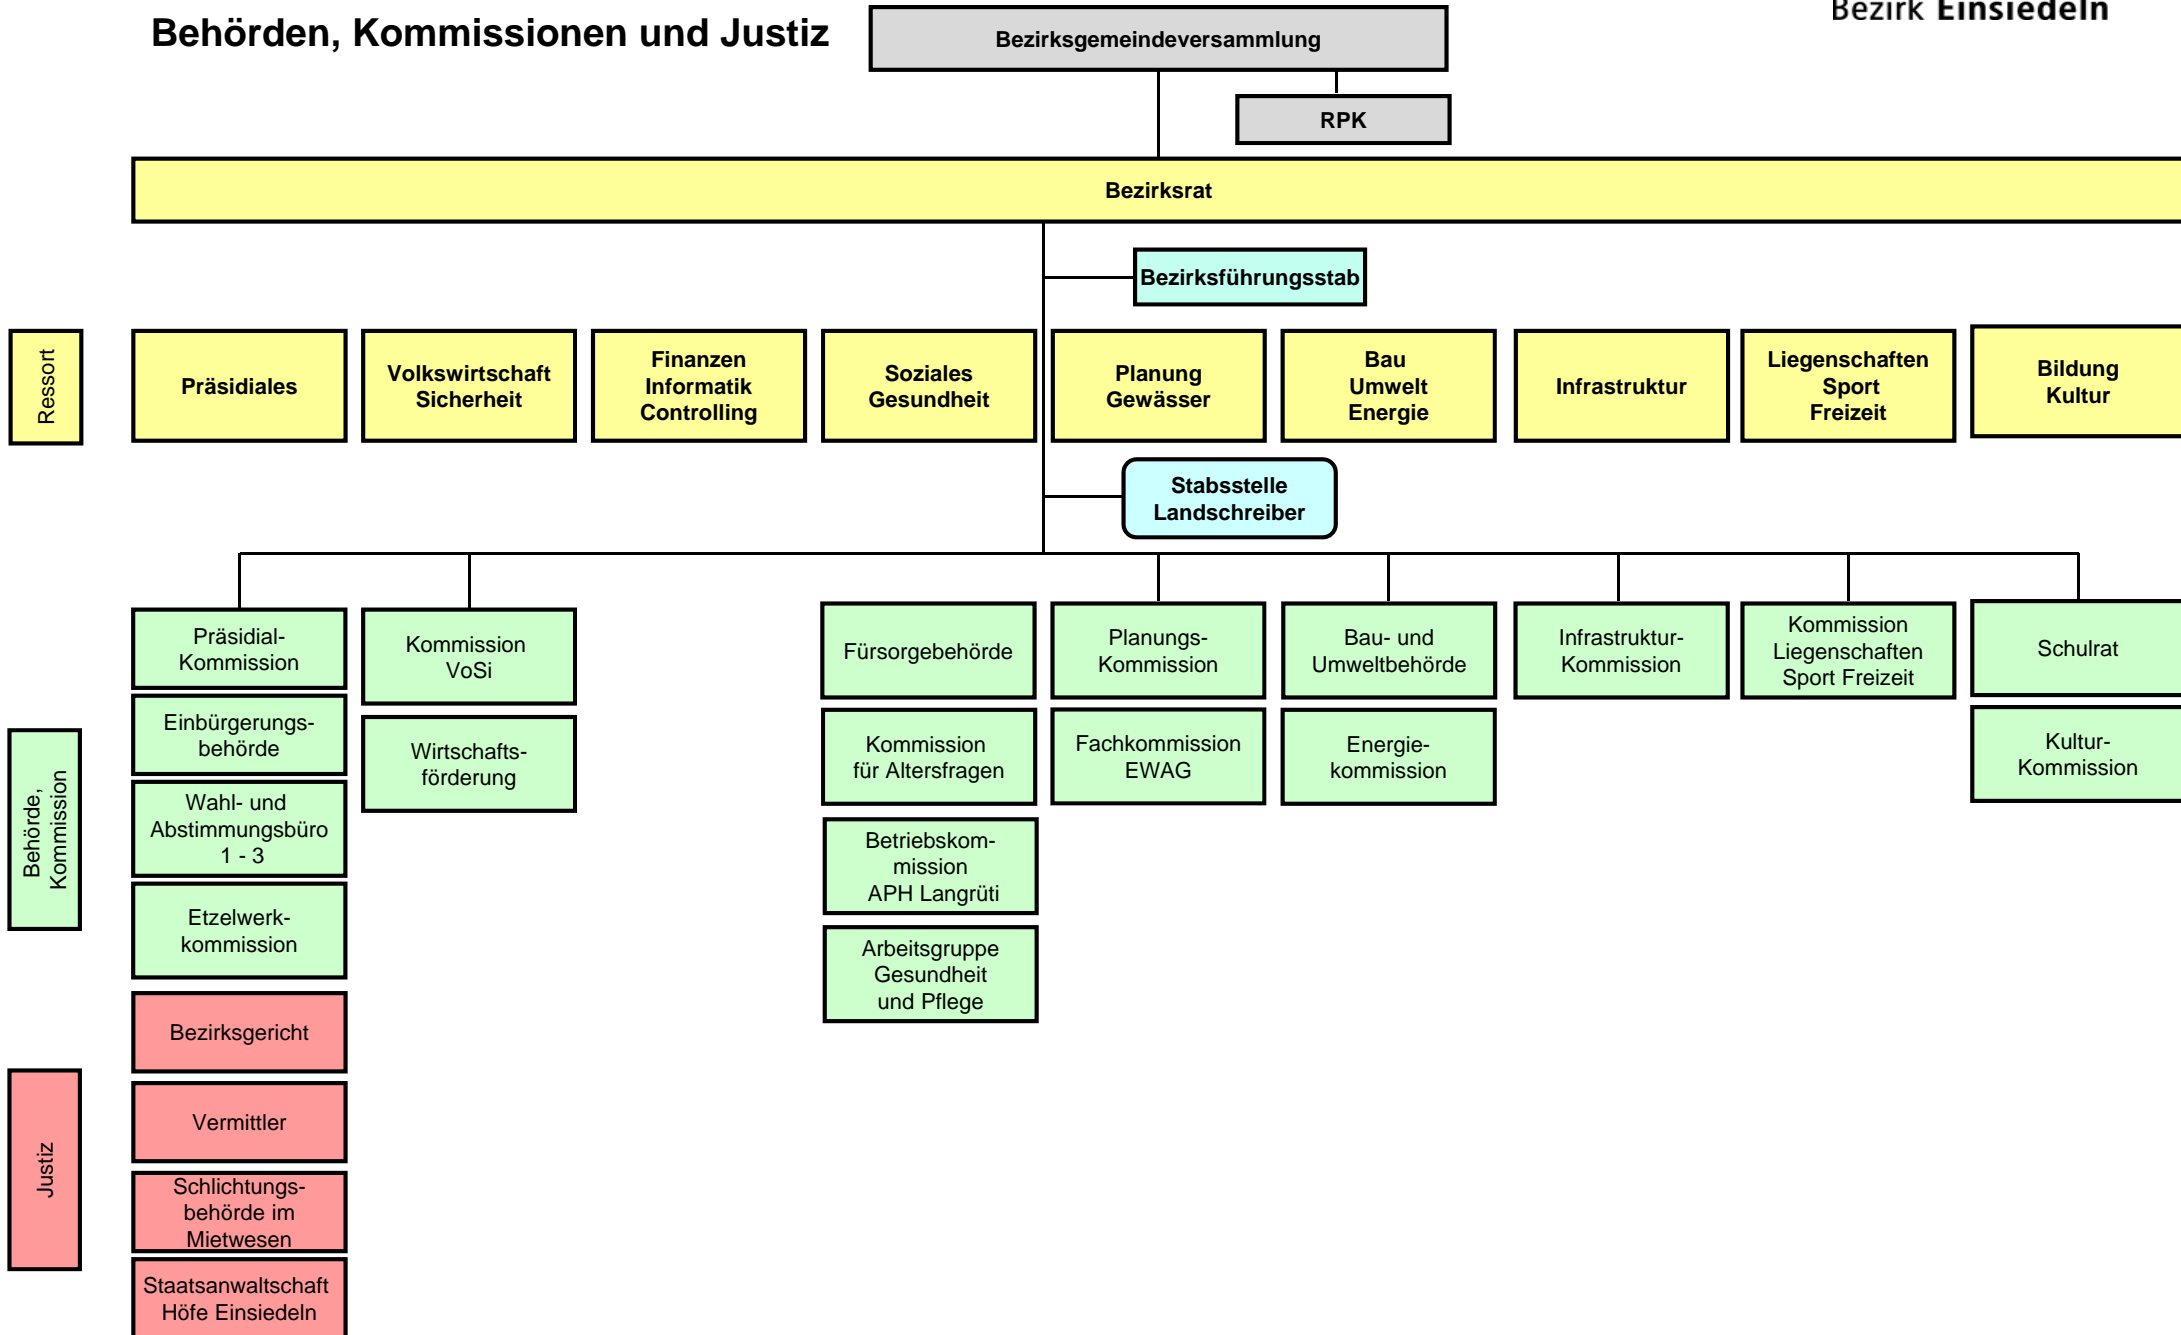 Behörden, Kommissionen und Justiz
Bezirk Einsiedeln
Bezirksgemeindeversammlung
RPK
Bezirksrat
Bezirksführungsstab
Ressort
Präsidiales
Volkswirtschaft
Sicherheit
Finanzen
Informatik
Controlling
Soziales
Gesundheit
Planung
Gewässer
Bau
Umwelt
Energie
Infrastruktur
Liegenschaften
Sport
Freizeit
Bildung
Kultur
Stabsstelle
Landschreiber
Behörde,
Kommission
Präsidial-
Kommission
Kommission
VoSi
Fürsorgebehörde
Planungs-
Kommission
Bau- und
Umweltbehörde
Infrastruktur-
Kommission
Kommission
Liegenschaften
Sport Freizeit
Schulrat
Einbürgerungs-
behörde
Wirtschafts-
förderung
Kommission
für Altersfragen
Fachkommission
EWAG
Energie-
kommission
Kultur-
Kommission
Wahl- und
Abstimmungsbüro
1 - 3
Betriebskom-
mission
APH Langrüti
Etzelwerk-
kommission
Arbeitsgruppe
Gesundheit
und Pflege
Justiz
Bezirksgericht
Vermittler
Schlichtungs-
behörde im
Mietwesen
Staatsanwaltschaft
Höfe Einsiedeln